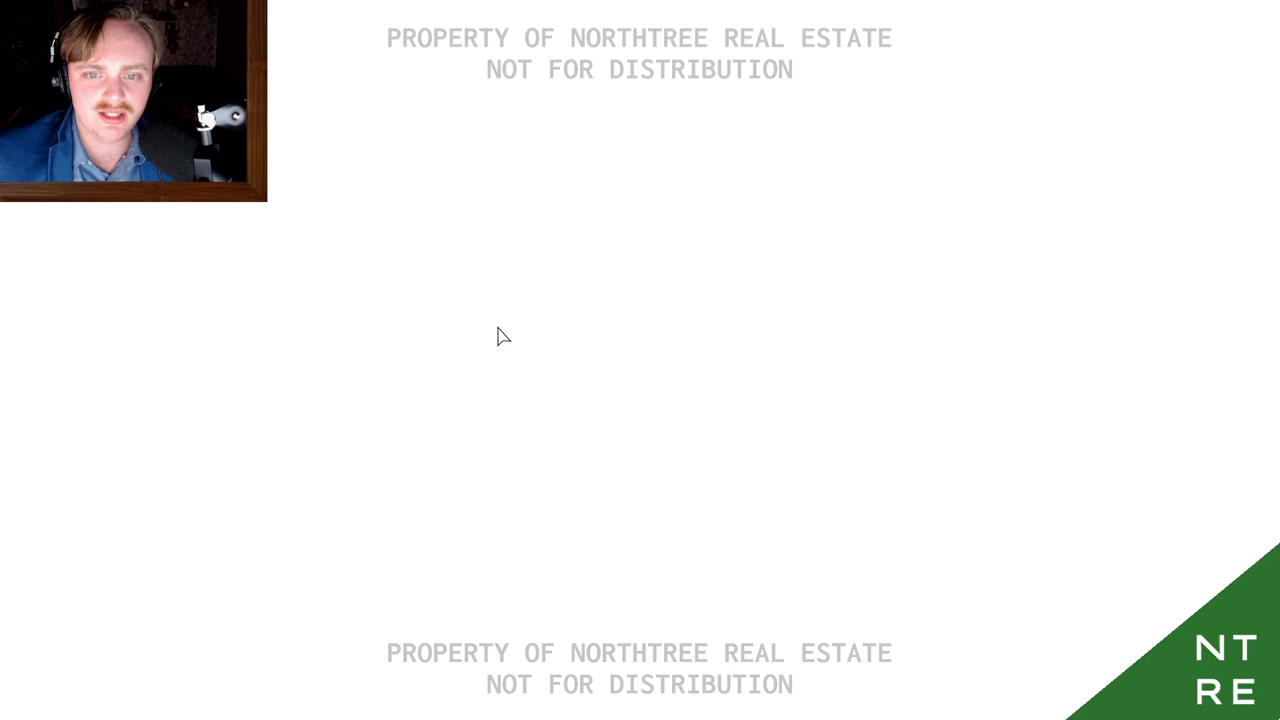 PROPERTY OF NORTHTREE REAL ESTATE
NOT FOR DISTRIBUTION
PROPERTY OF NORTHTREE REAL ESTATE
NOT FOR DISTRIBUTION
NT
RE